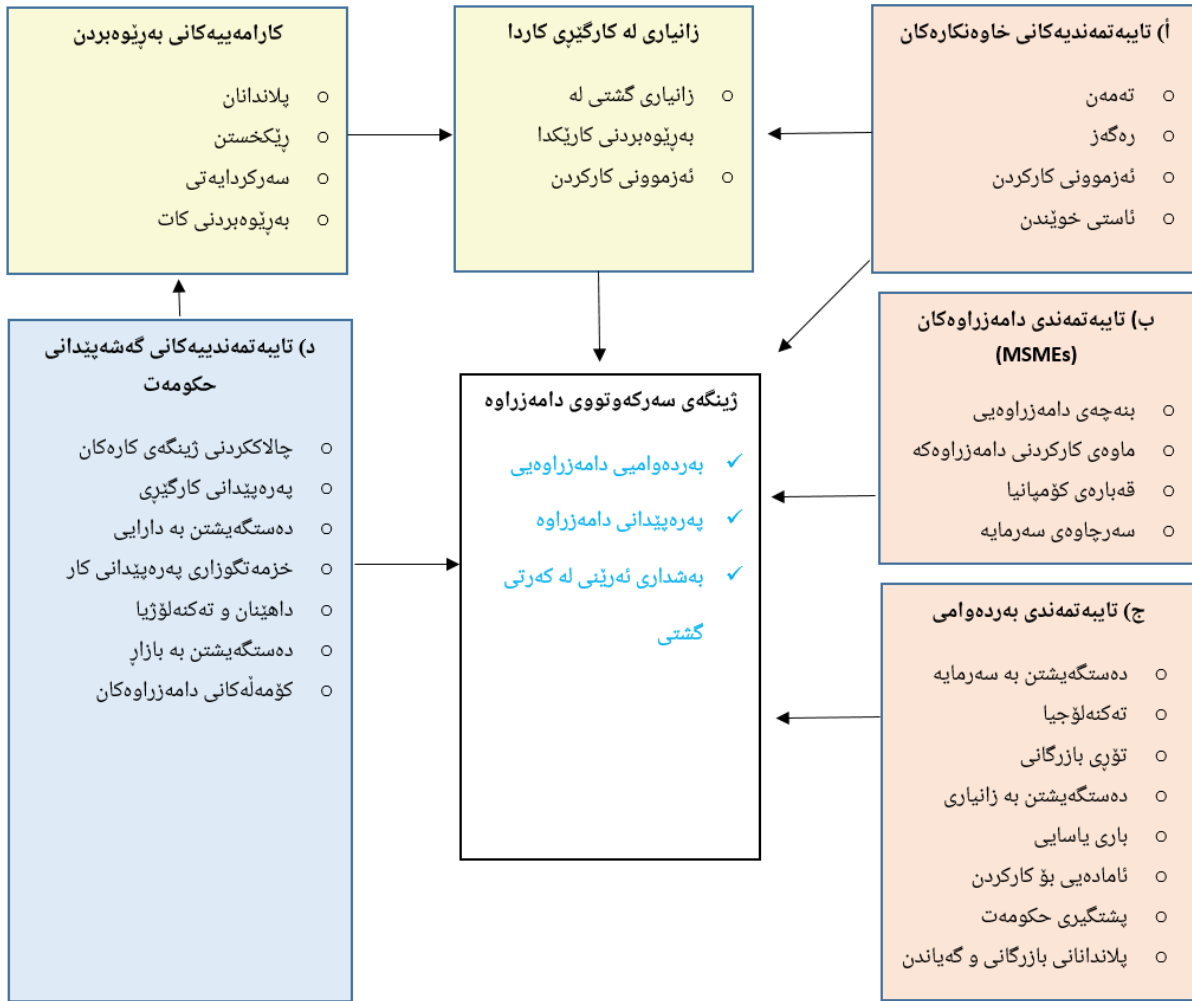 أ) تایبەتمەندیەکانی خاوەنکارەکان
تەمەن
رەگەز
ئەزموونی کارکردن
ئاستی خوێندن
زانیاری لە کارگێڕی کاردا
زانیاری گشتی لە
بەڕێوەبردنی کارێکدا
ئەزموونی کارکردن
کارامەییەکانی بەڕێوەبردن
پلاندانان
ڕێکخستن
سەرکردایەتی
بەڕێوەبردنی کات
ب) تایبەتمەندی دامەزراوەکان
(MSMEs)
بنەچەی دامەزراوەیی
ماوەی کارکردنی دامەزراوەکە
قەبارەی کۆمپانیا
سەرچاوەی سەرمایە
ژینگەی سەرکەوتووی دامەزراوە
✓ بەردەوامیی دامەزراوەیی
✓ پەرەپێدانی دامەزراوە
✓ بەشداری ئەرێنی لە کەرتی
گشتی
د) تایبەتمەندییەکانی گەشەپێدانی
حکومەت
چالاککردنی ژینگەی کارەکان
پەرەپێدانی کارگێڕی
دەستگەیشتن بە دارایی
خزمەتگوزاری پەرەپێدانی کار
داهێنان و تەکنەلۆژیا
دەستگەیشتن بە بازاڕ
کۆمەڵەکانی دامەزراوەکان
ج) تایبەتمەندی بەردەوامی
دەستگەیشتن بە سەرمایە
تەکنەلۆجیا
تۆڕی بازرگانی
دەستگەیشتن بە زانیاری
باری یاسایی
ئامادەیی بۆ کارکردن
پشتگیری حکومەت
پلاندانانی بازرگانی و گەیاندن